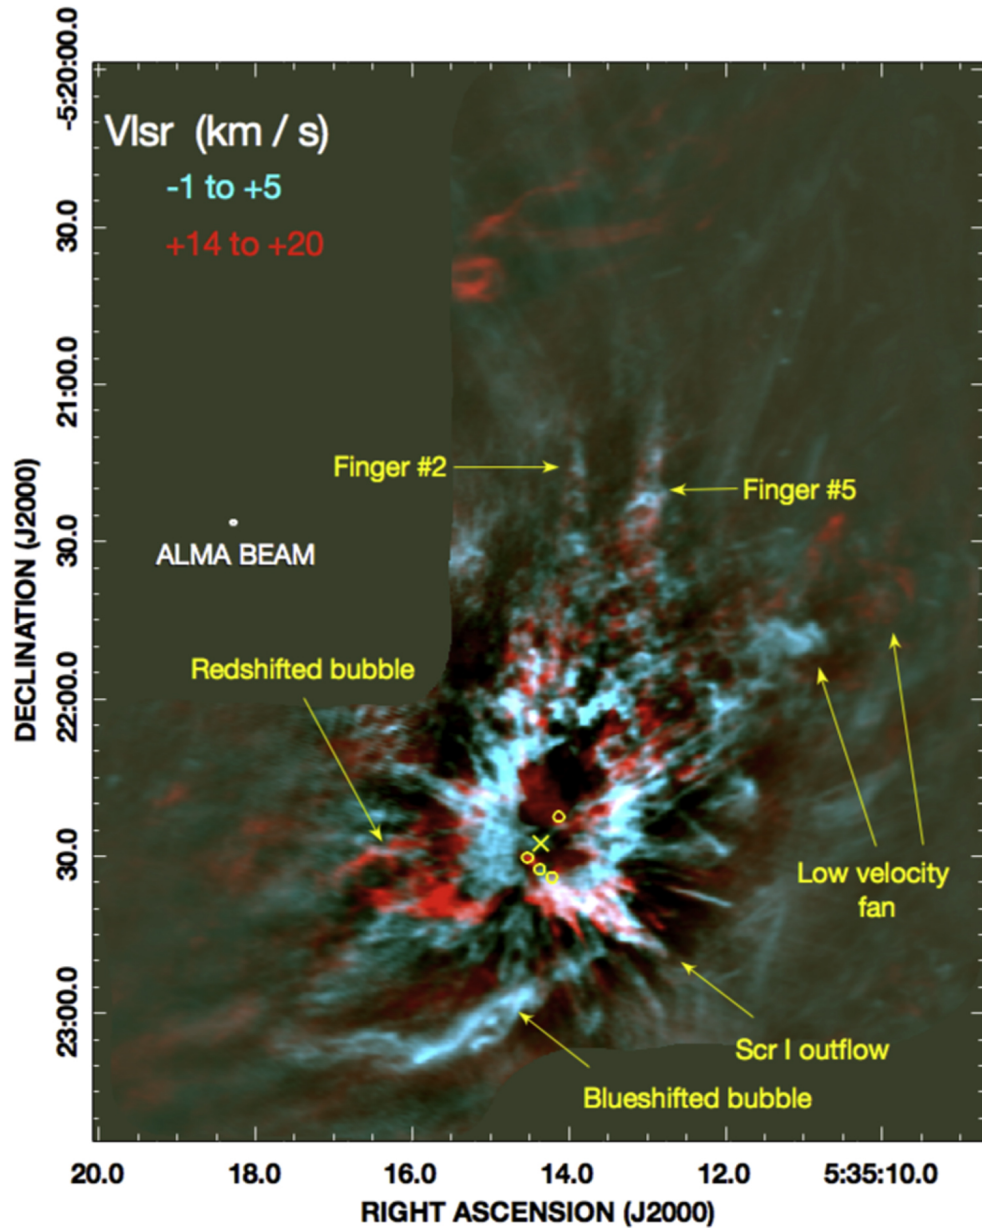 -5:20:00.0
Vlsr (km / s)
-1 to +5
+14 to +20
30.0
21:00.0
Finger #2
Finger #5
30.0
ALMA BEAM
DECLINATION (J2000)
Redshifted bubble
22:00.0
30.0
Low velocity
fan
23:00.0
Scr I outflow
Blueshifted bubble
20.0 18.0 16.0 14.0 12.0 5:35:10.0
RIGHT ASCENSION (J2000)